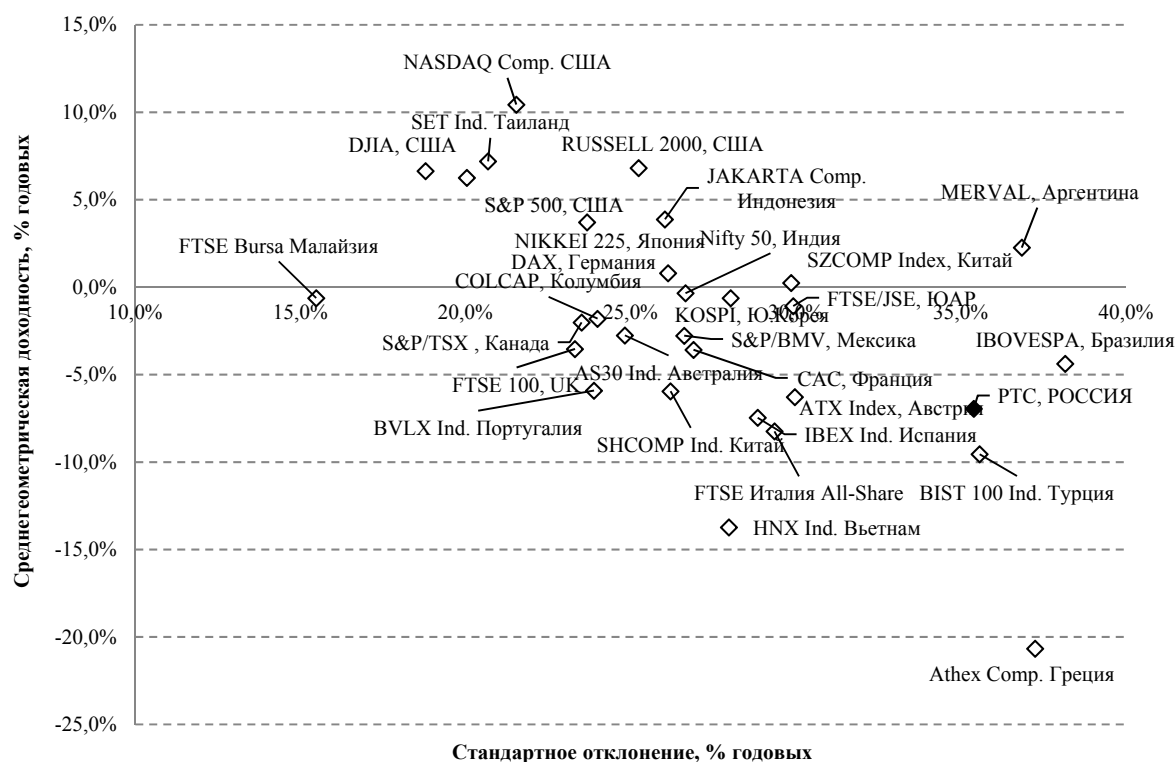 15,0%
NASDAQ Comp. США
10,0%
SET Ind. Таиланд
DJIA, США
RUSSELL 2000, США
JAKARTA Comp.
Индонезия
MERVAL, Аргентина
5,0%
S&P 500, США
NIKKEI 225, Япония
Nifty 50, Индия
FTSE Bursa Малайзия
DAX, Германия
SZCOMP Index, Китай
COLCAP, Колумбия
0,0%
10,0%
15,0%
20,0%
25,0%
30,0%
35,0%
40,0%
FTSE/JSE, ЮАР
KOSPI, Ю.Корея
S&P/TSX , Канада
S&P/BMV, Мексика
IBOVESPA, Бразилия
FTSE 100, UK
AS30 Ind. Австралия
CAC, Франция
-5,0%
РТС, РОССИЯ
ATX Index, Австрия
BVLX Ind. Португалия
SHCOMP Ind. Китай
IBEX Ind. Испания
-10,0%
FTSE Италия All-Share
BIST 100 Ind. Турция
HNX Ind. Вьетнам
-15,0%
-20,0%
Athex Comp. Греция
-25,0%
Среднегеометрическая доходность, % годовых
Стандартное отклонение, % годовых